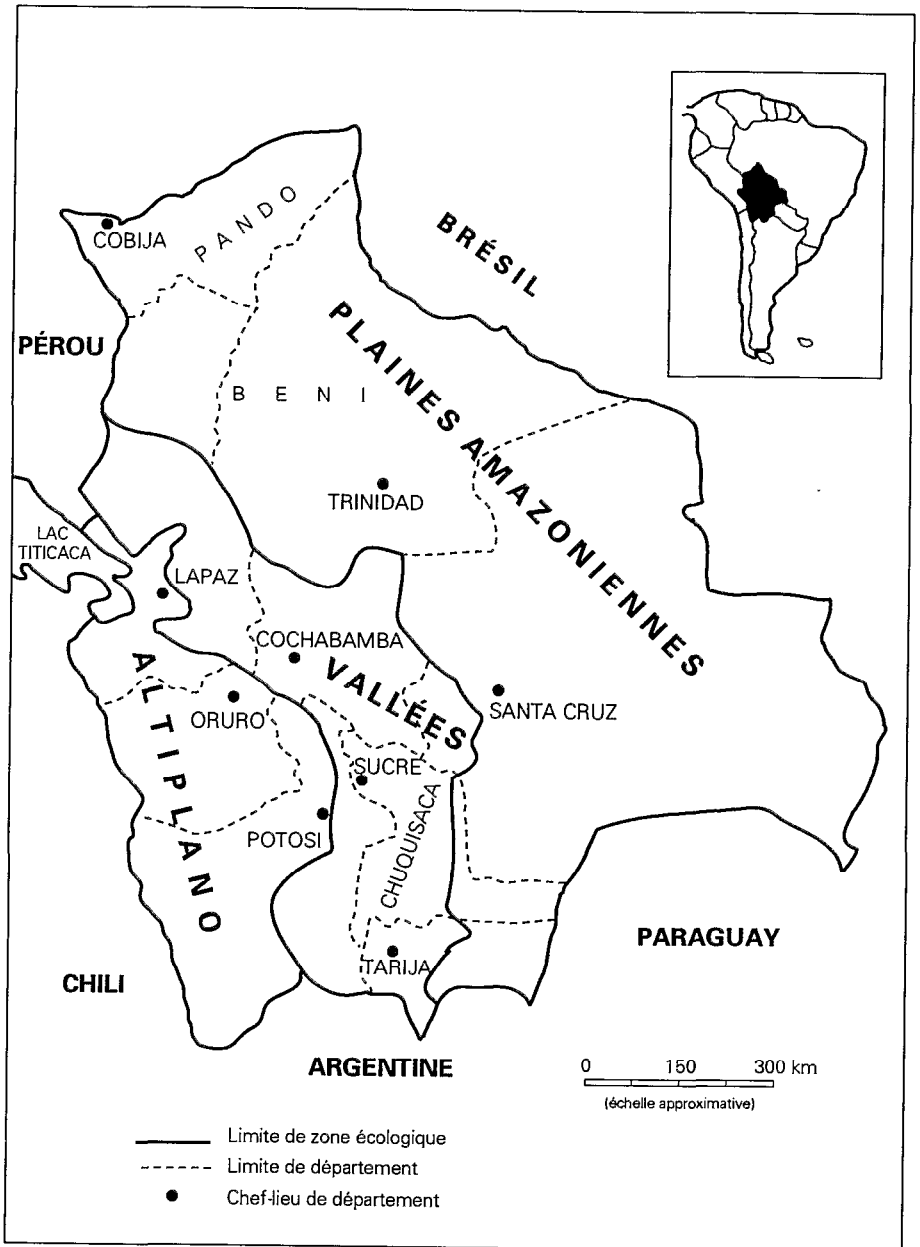 BRÉSIL
PANDO
COBIJA
PÉROU
PLAINES AMAZONIENNES
BENI
TRINIDAD
LAC
TITICACA
LAPAZ
COCHABAMBA
VALLÉES
ALTIPLANO
ORURO
SANTA CRUZ
SUCRE
POTOSI
CHUQUISACA
TARIJA
PARAGUAY
CHILI
ARGENTINE
0 150 300 km
(échelle approximative)
Limite de zone écologique
Limite de département
Chef-lieu de département